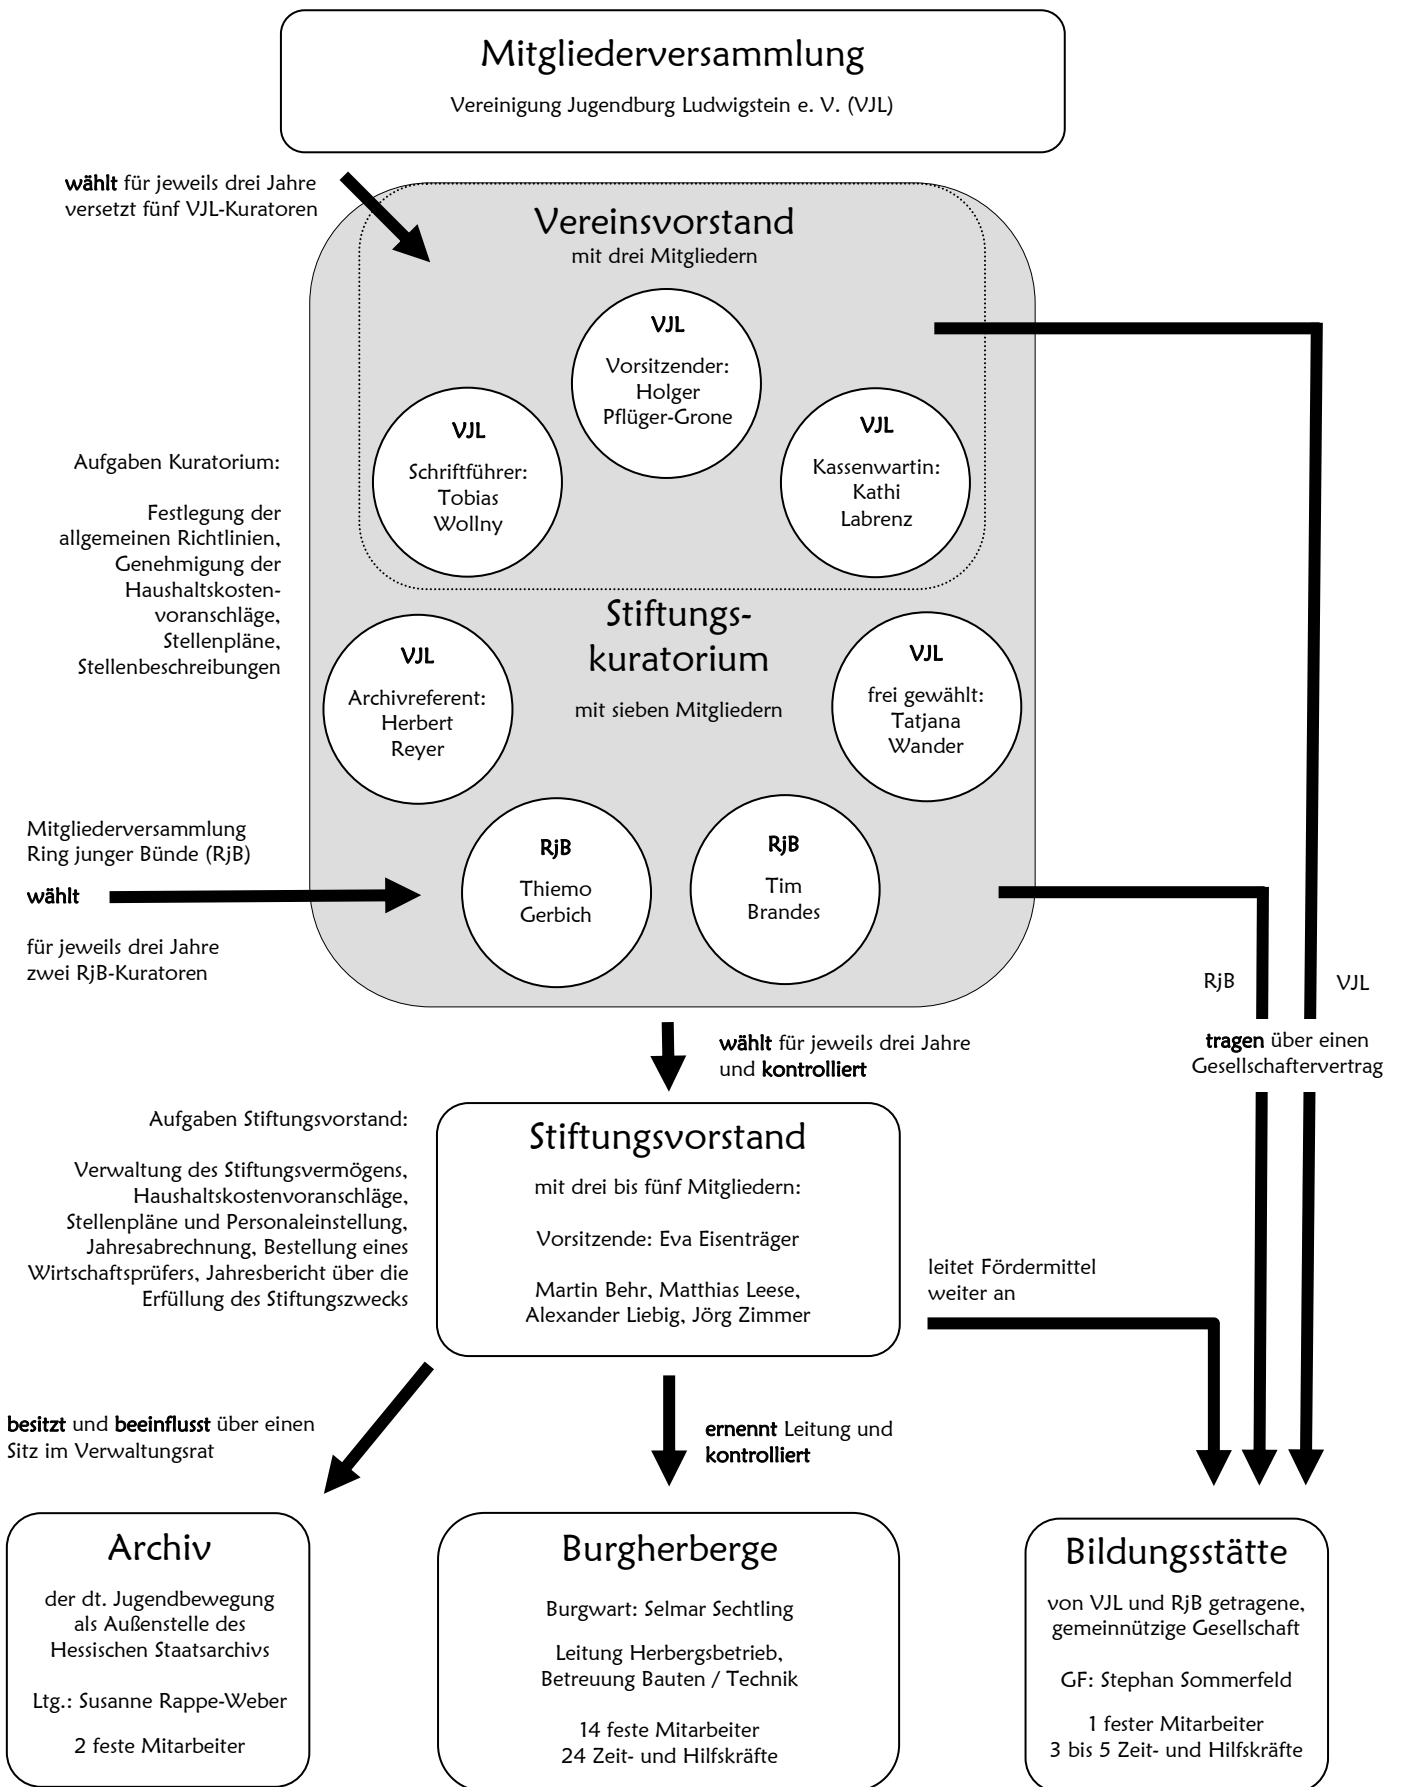 Mitgliederversammlung
Vereinigung Jugendburg Ludwigstein e. V. (VJL)
wählt für jeweils drei Jahre
versetzt fünf VJL-Kuratoren
Vereinsvorstand
mit drei Mitgliedern
VJL
Vorsitzender:
Holger
Pflüger-Grone
VJL
Schriftführer:
Tobias
Wollny
VJL
Kassenwartin:
Kathi
Labrenz
Aufgaben Kuratorium:
Festlegung der
allgemeinen Richtlinien,
Genehmigung der
Haushaltskosten-
voranschläge,
Stellenpläne,
Stellenbeschreibungen
Stiftungs-
kuratorium
mit sieben Mitgliedern
VJL
Archivreferent:
Herbert
Reyer
VJL
frei gewählt:
Tatjana
Wander
Mitgliederversammlung
Ring junger Bünde (RjB)
wählt
für jeweils drei Jahre
zwei RjB-Kuratoren
RjB
Thiemo
Gerbich
RjB
Tim
Brandes
RjB
VJL
tragen über einen
Gesellschaftervertrag
wählt für jeweils drei Jahre
und kontrolliert
Aufgaben Stiftungsvorstand:
Verwaltung des Stiftungsvermögens,
Haushaltskostenvoranschläge,
Stellenpläne und Personaleinstellung,
Jahresabrechnung, Bestellung eines
Wirtschaftsprüfers, Jahresbericht über die
Erfüllung des Stiftungszwecks
Stiftungsvorstand
mit drei bis fünf Mitgliedern:
Vorsitzende: Eva Eisenträger
Martin Behr, Matthias Leese,
Alexander Liebig, Jörg Zimmer
leitet Fördermittel
weiter an
besitzt und beeinflusst über einen
Sitz im Verwaltungsrat
ernennt Leitung und
kontrolliert
Archiv
der dt. Jugendbewegung
als Außenstelle des
Hessischen Staatsarchivs
Ltg.: Susanne Rappe-Weber
2 feste Mitarbeiter
Burgherberge
Burgwart: Selmar Sechtling
Leitung Herbergsbetrieb,
Betreuung Bauten / Technik
14 feste Mitarbeiter
24 Zeit- und Hilfskräfte
Bildungsstätte
von VJL und RjB getragene,
gemeinnützige Gesellschaft
GF: Stephan Sommerfeld
1 fester Mitarbeiter
3 bis 5 Zeit- und Hilfskräfte